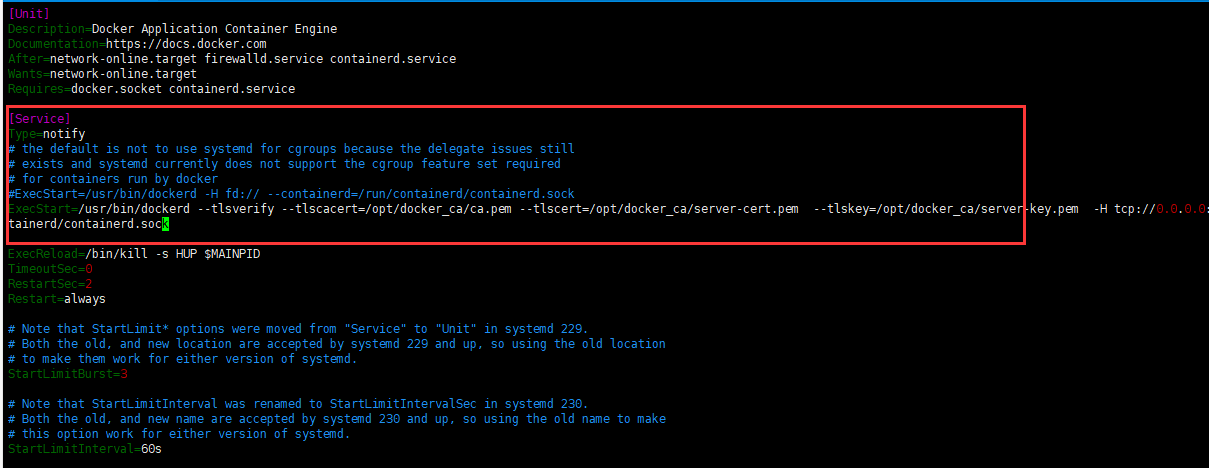 [Unit]
Description=Docker Application Container Engine
Documentation=https://docs.docker.com
After=network-online.target firewalld.service containerd.service
Wants=network-online.target
Requires=docker.socket containerd.service
[Service]
Type=notify
# the default is not to use systemd for cgroups because the delegate issues still
# exists and systemd currently does not support the cgroup feature set required
# for containers run by docker
#ExecStart=/usr/bin/dockerd -H fd:// --containerd=/run/containerd/containerd.sock
ExecStart=/usr/bin/dockerd --tlsverify --tlscacert=/opt/docker_ca/ca.pem --tlscert=/opt/docker_ca/server-cert.pem  --tlskey=/opt/docker_ca/server-key.pem  -H tcp://0.0.0.0:
tainerd/containerd.sock
ExecReload=/bin/kill -s HUP $MAINPID
TimeoutSec=0
RestartSec=2
Restart=always
# Note that StartLimit* options were moved from "Service" to "Unit" in systemd 229.
# Both the old, and new location are accepted by systemd 229 and up, so using the old location
# to make them work for either version of systemd.
StartLimitBurst=3
# Note that StartLimitInterval was renamed to StartLimitIntervalSec in systemd 230.
# Both the old, and new name are accepted by systemd 230 and up, so using the old name to make
# this option work for either version of systemd.
StartLimitInterval=60s